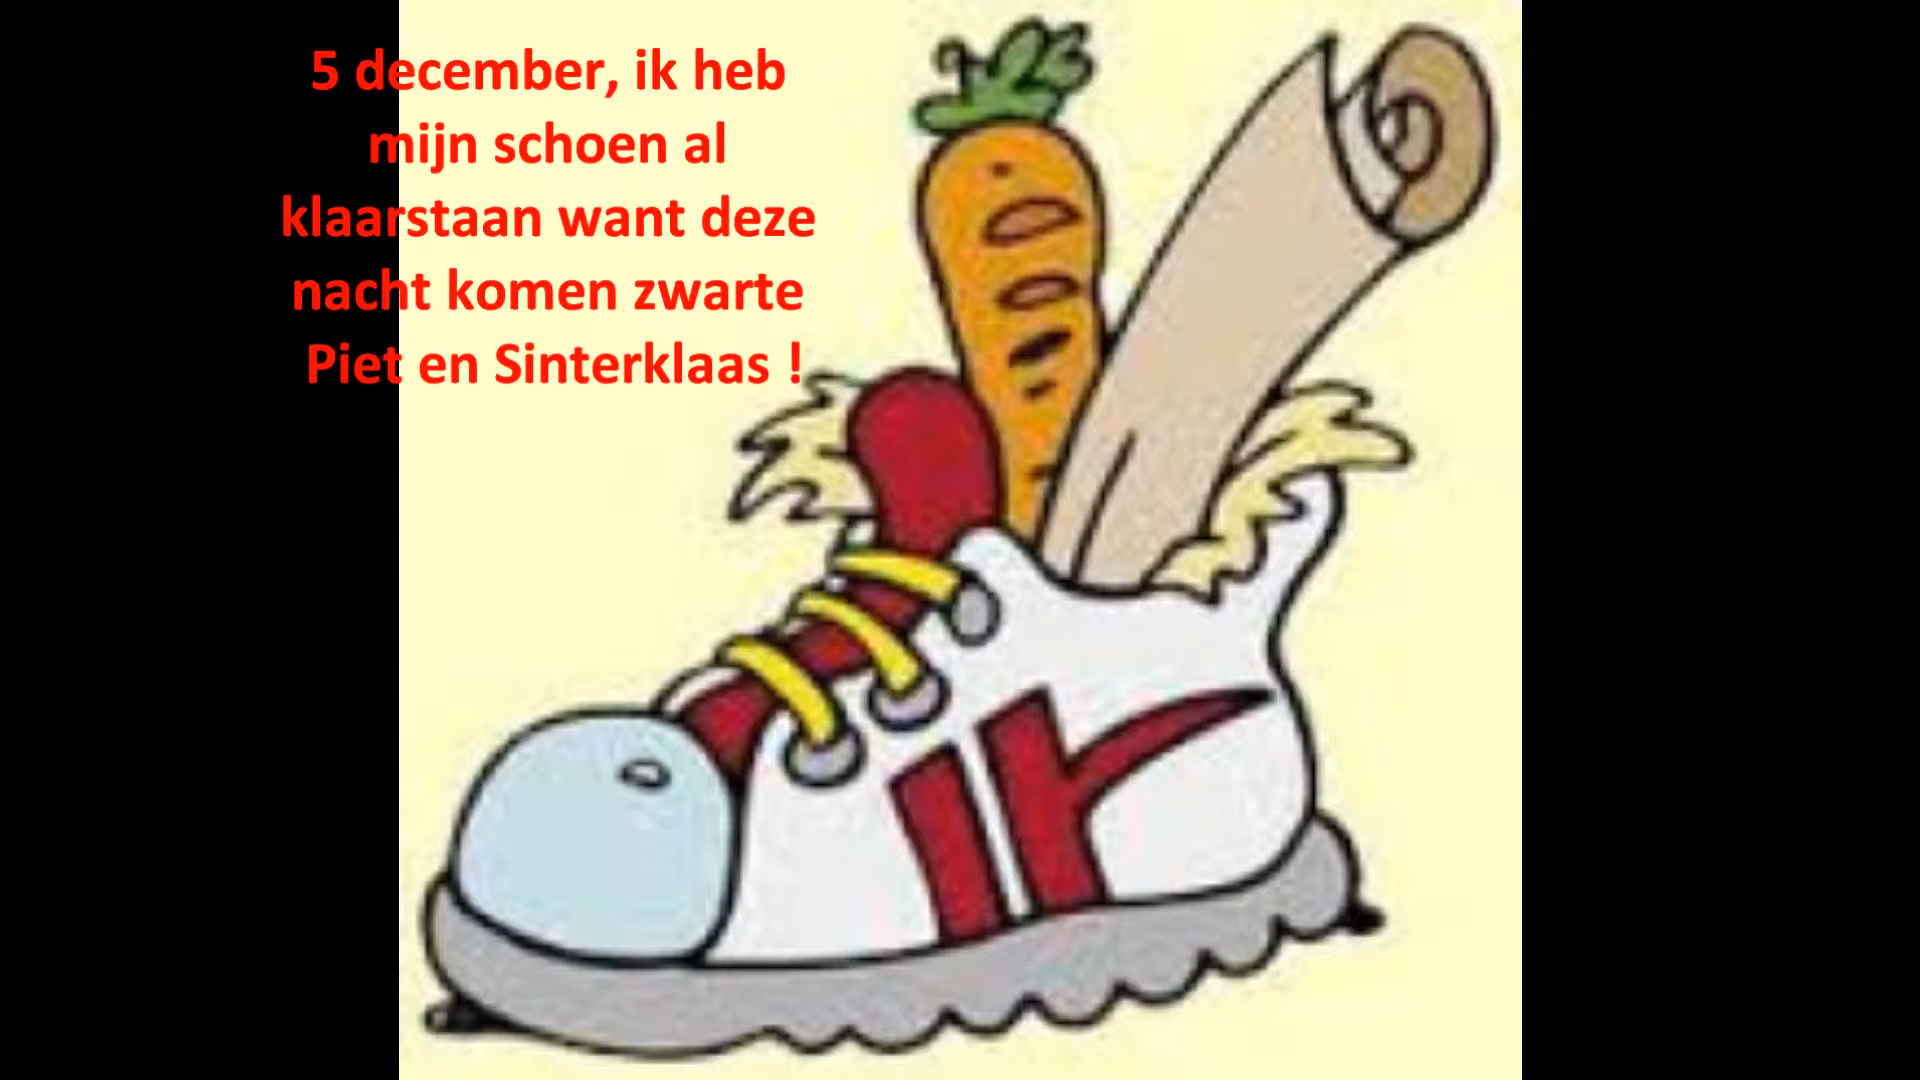 5 december, ik heb
mijn schoen al
klaarstaan want deze
nacht komen zwarte
Piet en Sinterklaas !